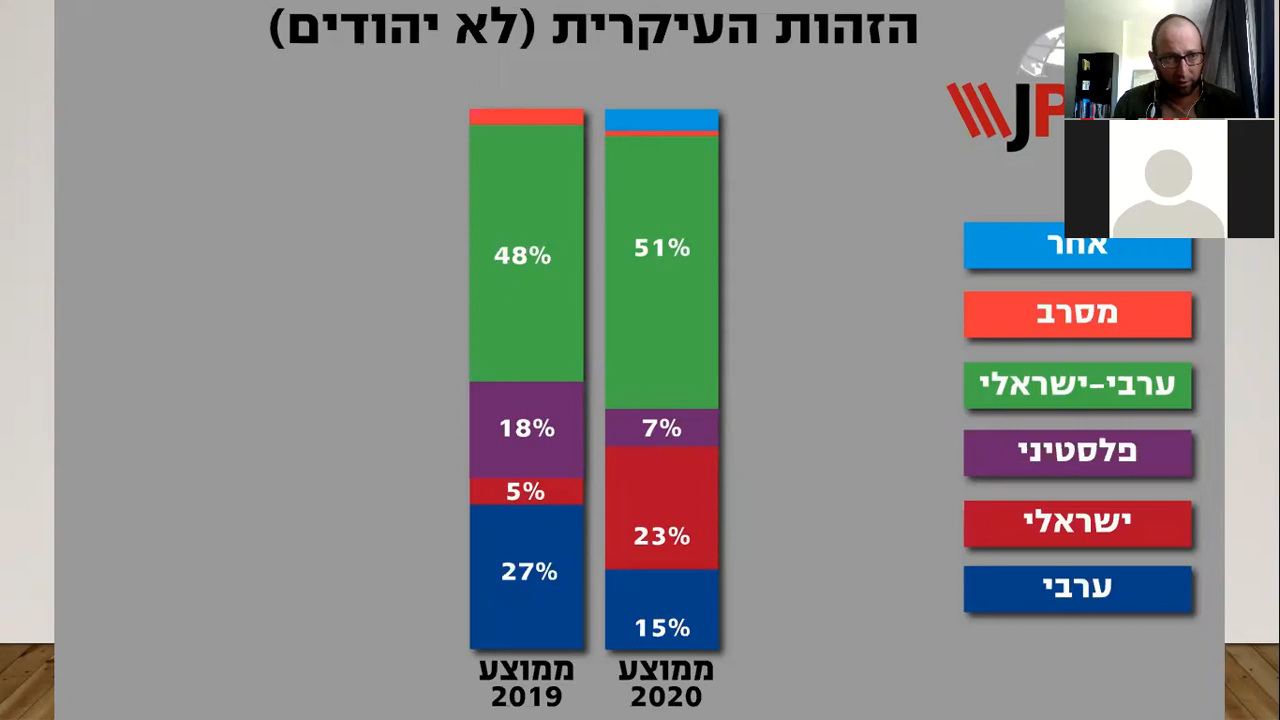 הזהות העיקרית (לא יהודים)
JP
48%
18%
5%
27%
51%
7%
23%
15%
ממוצע
2019
ממוצע
2020
אחר
מסרב
ערבי-ישראלי
פלסטיני
ישראלי
ערבי